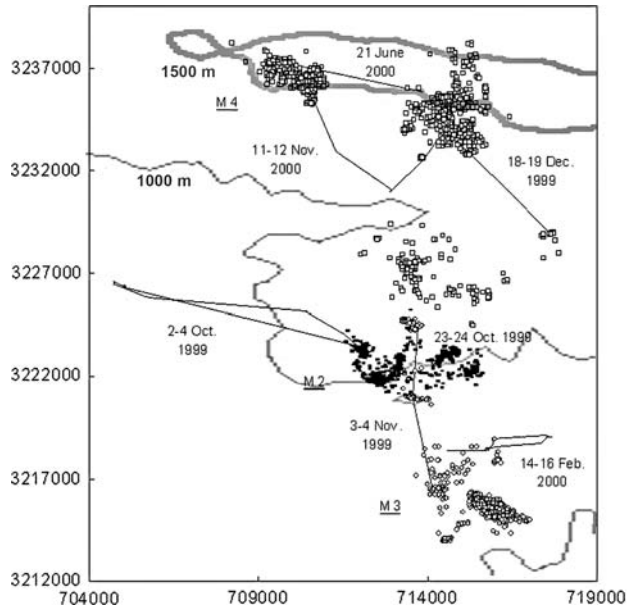 3237000
3232000
3227000
3222000
3217000
3212000
704000
709000
714000
719000
1500 m
M 4
21 June
2000
11-12 Nov.
2000
18-19 Dec.
1999
1000 m
2-4 Oct.
1999
23-24 Oct. 1999
M 2
3-4 Nov.
1999
14-16 Feb.
2000
M 3